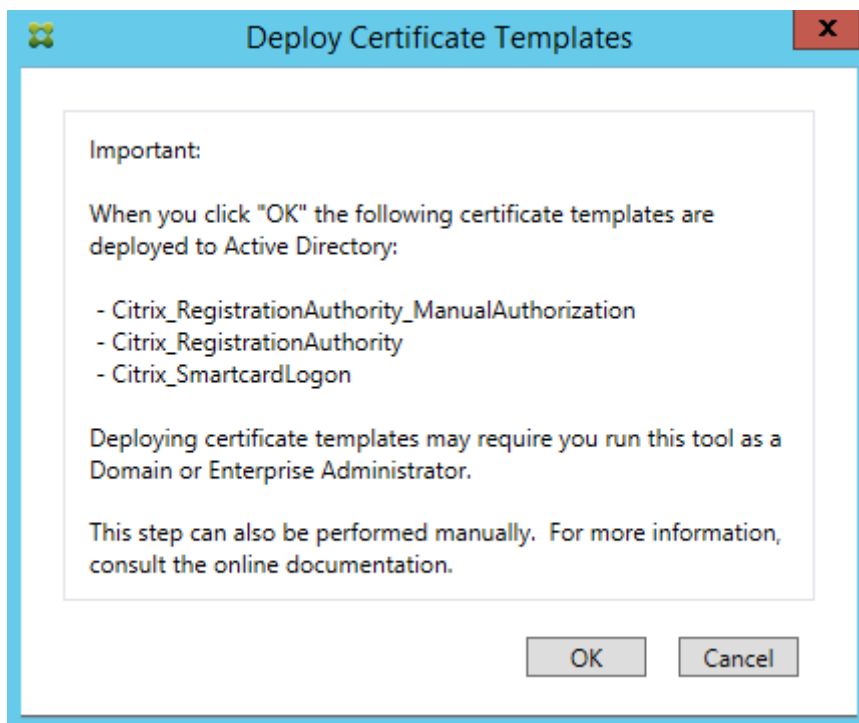 Deploy Certificate Templates
x
Important:
When you click "OK" the following certificate templates are
deployed to Active Directory:
- Citrix_RegistrationAuthority_ManualAuthorization
- Citrix_RegistrationAuthority
- Citrix_SmartcardLogon
Deploying certificate templates may require you run this tool as a
Domain or Enterprise Administrator.
This step can also be performed manually.  For more information,
consult the online documentation.
OK
Cancel